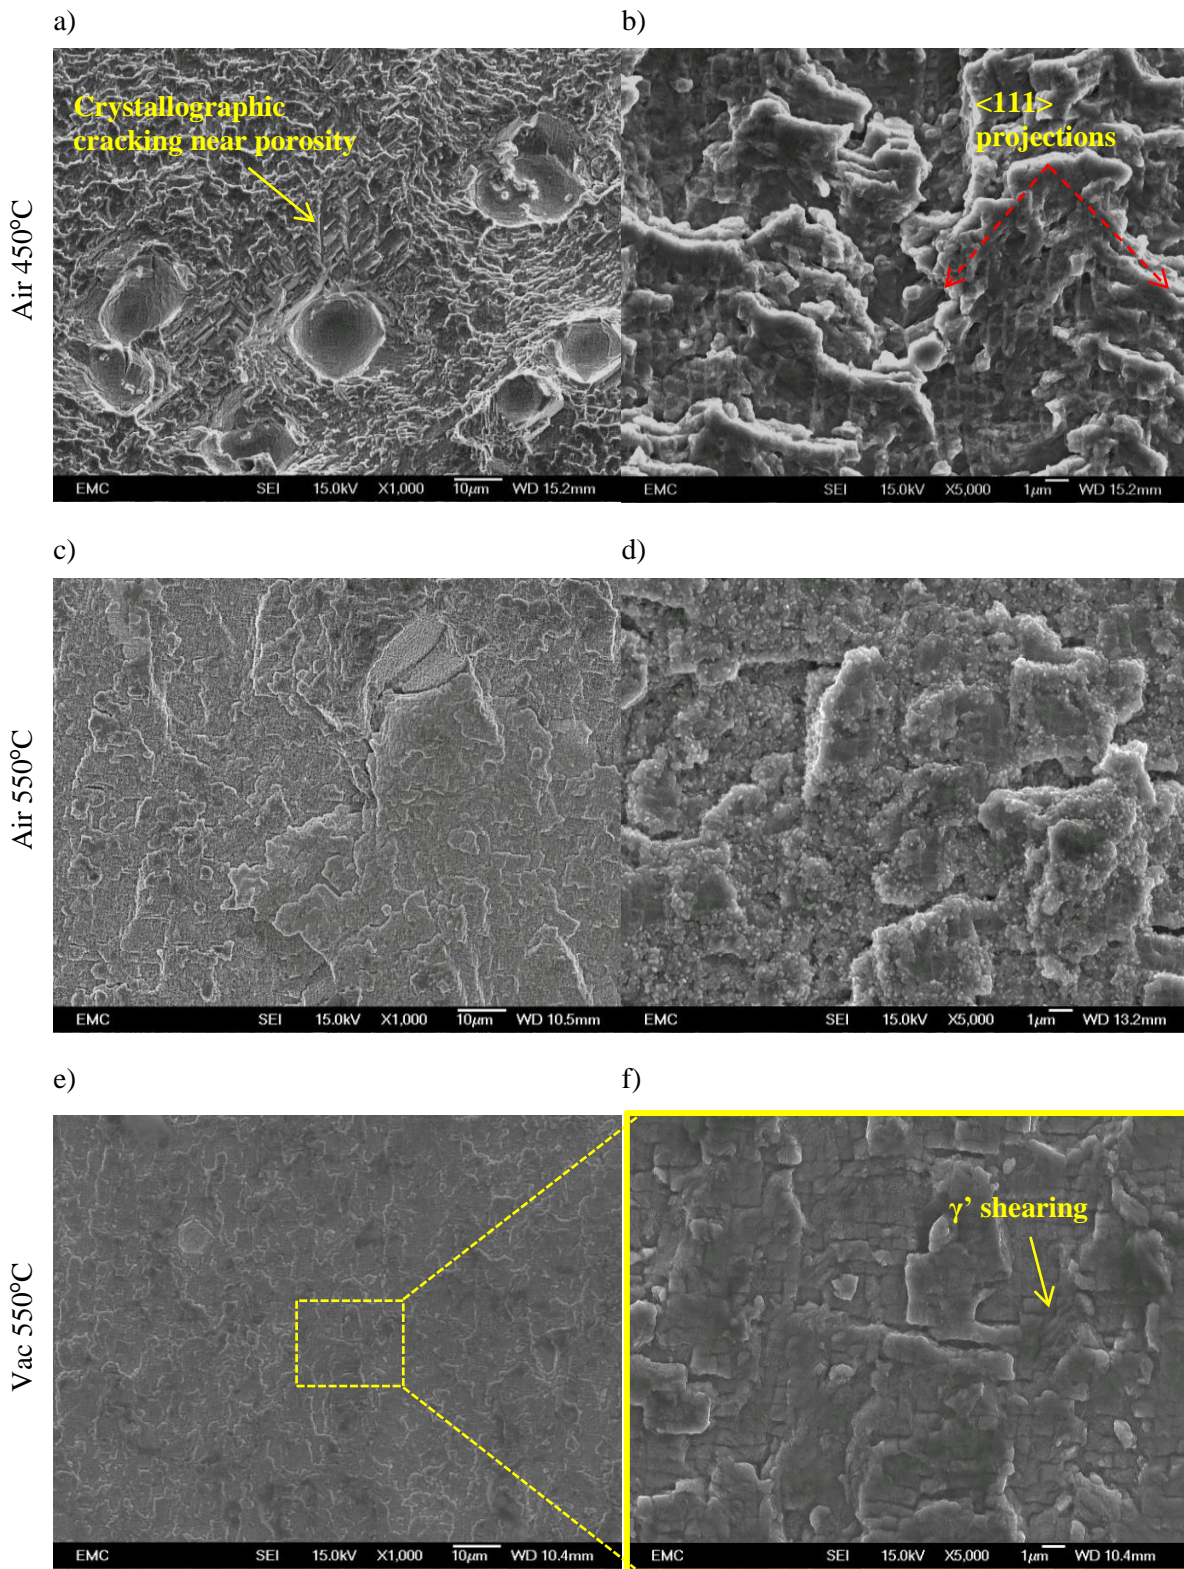 a)
b)
Air 450°C
Crystallographic
cracking near porosity
<111>
projections
EMC SEI 15.0kV X1,000 10µm WD 15.2mm
EMC SEI 15.0kV X5,000 1µm WD 15.2mm
c)
d)
Air 550°C
EMC SEI 15.0kV X1,000 10µm WD 10.5mm
EMC SEI 15.0kV X5,000 1µm WD 13.2mm
e)
f)
Vac 550°C
γ’ shearing
EMC SEI 15.0kV X1,000 10µm WD 10.4mm
EMC SEI 15.0kV X5,000 1µm WD 10.4mm